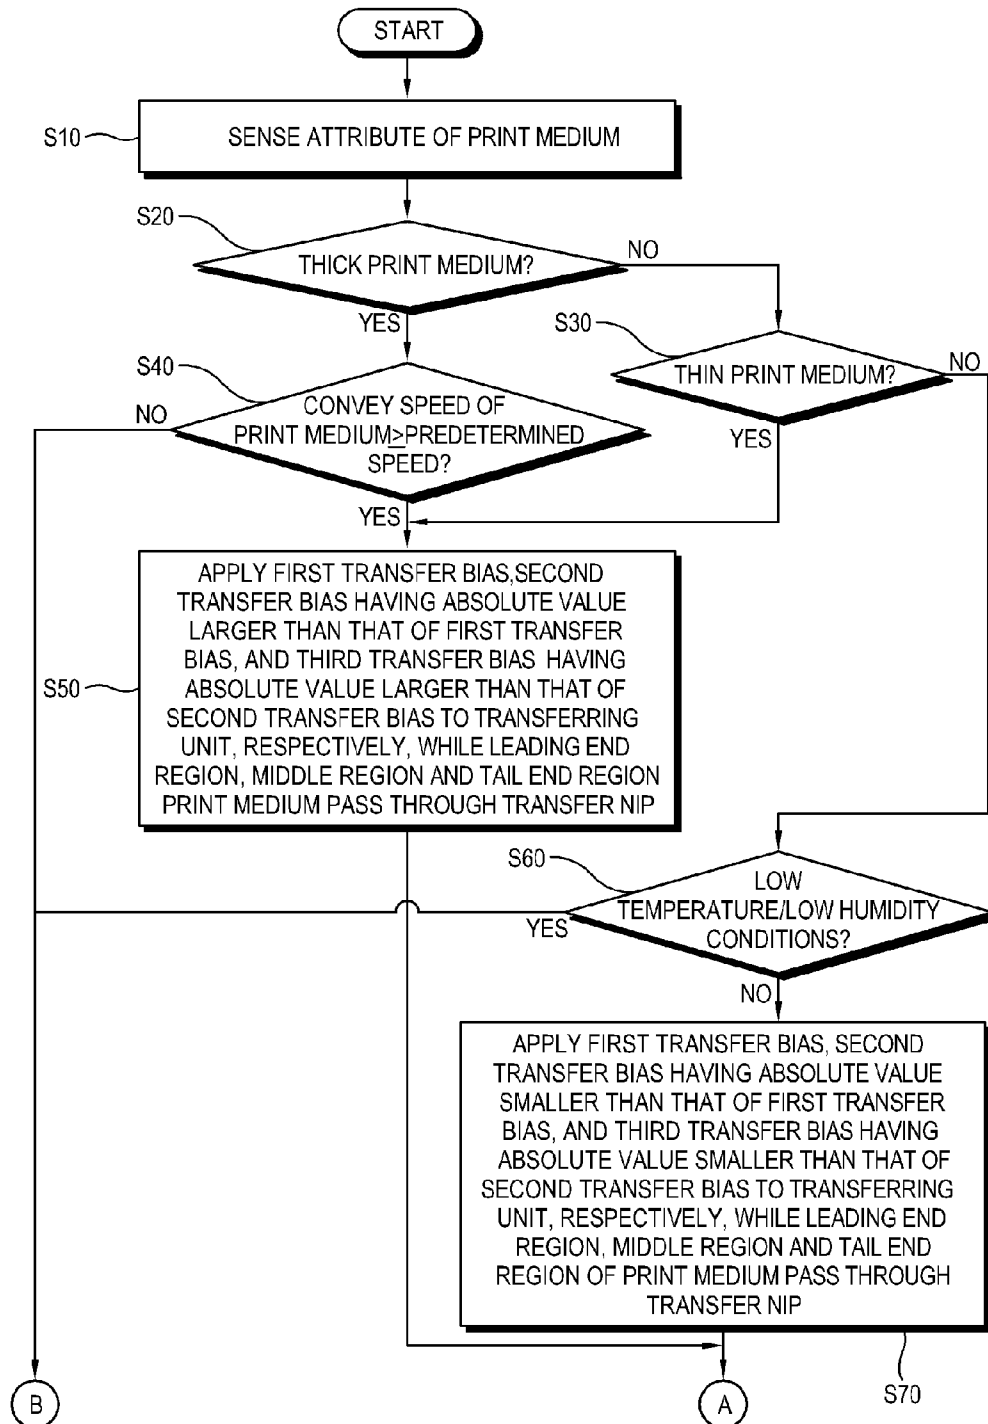 START
S10
SENSE ATTRIBUTE OF PRINT MEDIUM
S20
THICK PRINT MEDIUM?
NO
YES
S30
THIN PRINT MEDIUM?
NO
YES
S40
CONVEY SPEED OF
PRINT MEDIUM≥PREDETERMINED
SPEED?
NO
YES
S50
APPLY FIRST TRANSFER BIAS,SECOND
TRANSFER BIAS HAVING ABSOLUTE VALUE
LARGER THAN THAT OF FIRST TRANSFER
BIAS, AND THIRD TRANSFER BIAS HAVING
ABSOLUTE VALUE LARGER THAN THAT OF
SECOND TRANSFER BIAS TO TRANSFERRING
UNIT, RESPECTIVELY, WHILE LEADING END
REGION, MIDDLE REGION AND TAIL END REGION
PRINT MEDIUM PASS THROUGH TRANSFER NIP
S60
LOW
TEMPERATURE/LOW HUMIDITY
CONDITIONS?
YES
NO
APPLY FIRST TRANSFER BIAS, SECOND
TRANSFER BIAS HAVING ABSOLUTE VALUE
SMALLER THAN THAT OF FIRST TRANSFER
BIAS, AND THIRD TRANSFER BIAS HAVING
ABSOLUTE VALUE SMALLER THAN THAT OF
SECOND TRANSFER BIAS TO TRANSFERRING
UNIT, RESPECTIVELY, WHILE LEADING END
REGION, MIDDLE REGION AND TAIL END
REGION OF PRINT MEDIUM PASS THROUGH
TRANSFER NIP
S70
B
A